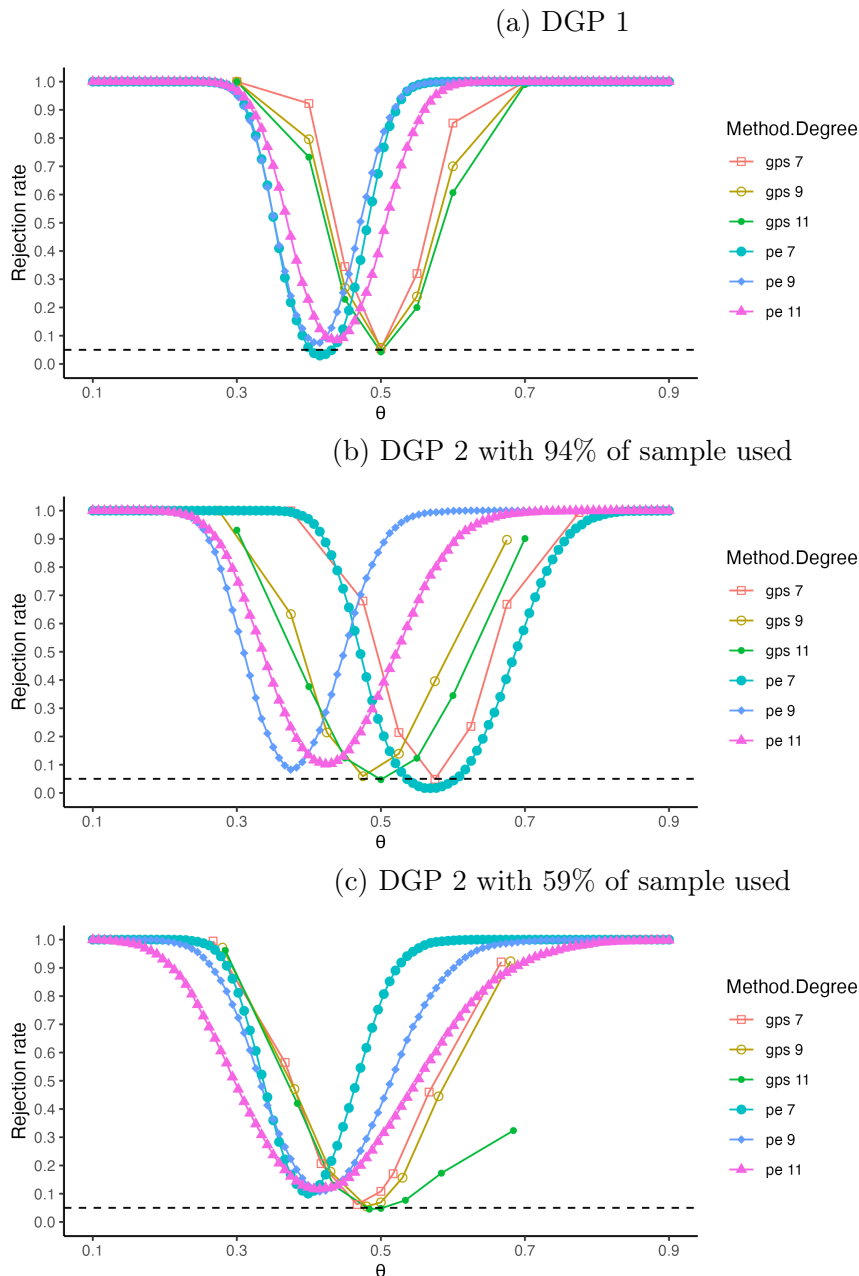 (a) DGP 1
1.0
0.9
0.8
0.7
0.6
0.5
0.4
0.3
0.2
0.1
0.0
Rejection rate
0.1 0.3 0.5 0.7 0.9
θ
Method.Degree
gps 7
gps 9
gps 11
pe 7
pe 9
pe 11
(b) DGP 2 with 94% of sample used
1.0
0.9
0.8
0.7
0.6
0.5
0.4
0.3
0.2
0.1
0.0
Rejection rate
0.1 0.3 0.5 0.7 0.9
θ
Method.Degree
gps 7
gps 9
gps 11
pe 7
pe 9
pe 11
(c) DGP 2 with 59% of sample used
1.0
0.9
0.8
0.7
0.6
0.5
0.4
0.3
0.2
0.1
0.0
Rejection rate
0.1 0.3 0.5 0.7 0.9
θ
Method.Degree
gps 7
gps 9
gps 11
pe 7
pe 9
pe 11